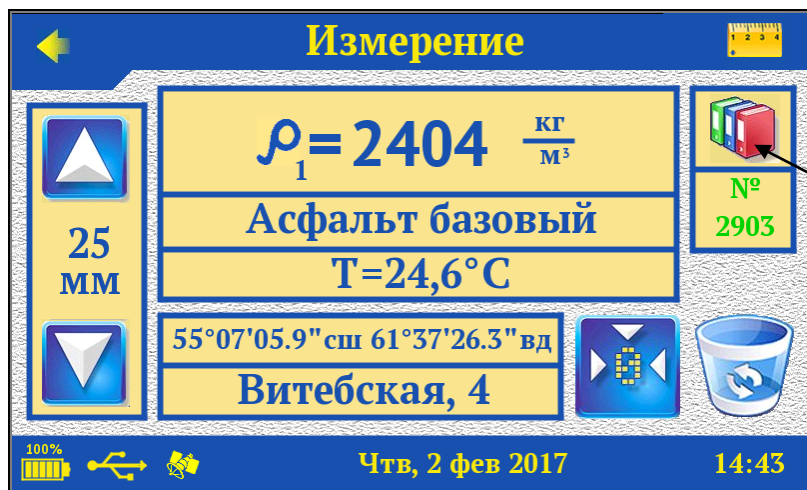 Измерение
1 2 3 4
ρ₁= 2404 кг/м³
№
2903
Асфальт базовый
25
мм
T=24,6°C
55°07'05.9"сш 61°37'26.3"вд
Витебская, 4
0
100%
Чтв, 2 фев 2017
14:43